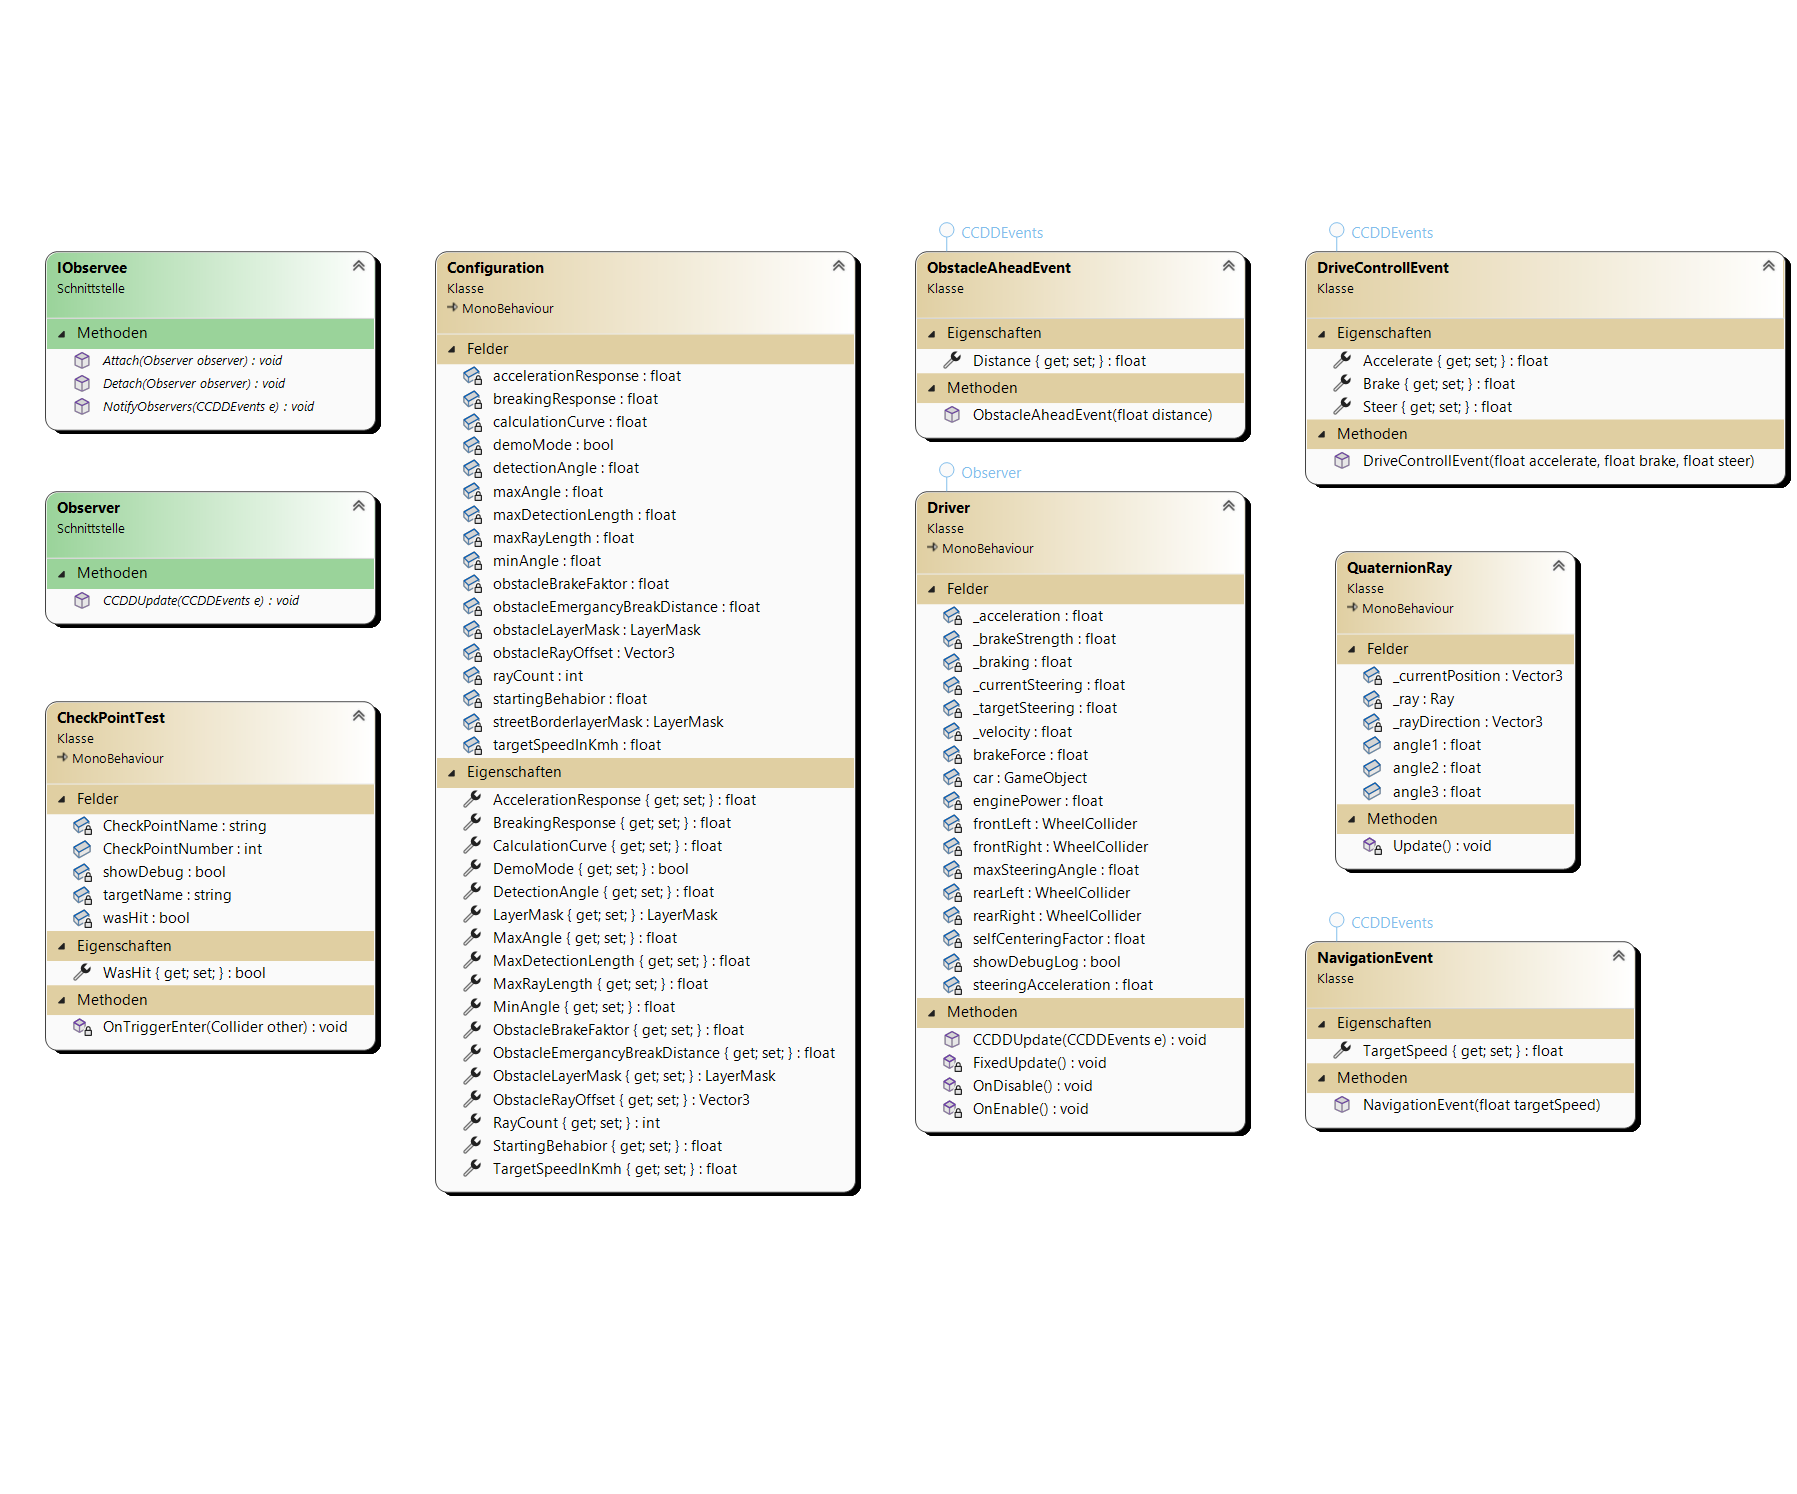 IObservee
Schnittstelle
Methoden
Attach(Observer observer) : void
Detach(Observer observer) : void
NotifyObservers(CCDDEvents e) : void
Observer
Schnittstelle
Methoden
CCDDUpdate(CCDDEvents e) : void
CheckPointTest
Klasse
MonoBehaviour
Felder
CheckPointName : string
CheckPointNumber : int
showDebug : bool
targetName : string
wasHit : bool
Eigenschaften
WasHit { get; set; } : bool
Methoden
OnTriggerEnter(Collider other) : void
Configuration
Klasse
MonoBehaviour
Felder
accelerationResponse : float
breakingResponse : float
calculationCurve : float
demoMode : bool
detectionAngle : float
maxAngle : float
maxDetectionLength : float
maxRayLength : float
minAngle : float
obstacleBrakeFaktor : float
obstacleEmergancyBreakDistance : float
obstacleLayerMask : LayerMask
obstacleRayOffset : Vector3
rayCount : int
startingBehabior : float
streetBorderlayerMask : LayerMask
targetSpeedInKmh : float
Eigenschaften
AccelerationResponse { get; set; } : float
BreakingResponse { get; set; } : float
CalculationCurve { get; set; } : float
DemoMode { get; set; } : bool
DetectionAngle { get; set; } : float
LayerMask { get; set; } : LayerMask
MaxAngle { get; set; } : float
MaxDetectionLength { get; set; } : float
MaxRayLength { get; set; } : float
MinAngle { get; set; } : float
ObstacleBrakeFaktor { get; set; } : float
ObstacleEmergancyBreakDistance { get; set; } : float
ObstacleLayerMask { get; set; } : LayerMask
ObstacleRayOffset { get; set; } : Vector3
RayCount { get; set; } : int
StartingBehabior { get; set; } : float
TargetSpeedInKmh { get; set; } : float
CCDDEvents
ObstacleAheadEvent
Klasse
Eigenschaften
Distance { get; set; } : float
Methoden
ObstacleAheadEvent(float distance)
Observer
Driver
Klasse
MonoBehaviour
Felder
_acceleration : float
_brakeStrength : float
_braking : float
_currentSteering : float
_targetSteering : float
_velocity : float
brakeForce : float
car : GameObject
enginePower : float
frontLeft : WheelCollider
frontRight : WheelCollider
maxSteeringAngle : float
rearLeft : WheelCollider
rearRight : WheelCollider
selfCenteringFactor : float
showDebugLog : bool
steeringAcceleration : float
Methoden
CCDDUpdate(CCDDEvents e) : void
FixedUpdate() : void
OnDisable() : void
OnEnable() : void
CCDDEvents
DriveControllEvent
Klasse
Eigenschaften
Accelerate { get; set; } : float
Brake { get; set; } : float
Steer { get; set; } : float
Methoden
DriveControllEvent(float accelerate, float brake, float steer)
QuaternionRay
Klasse
MonoBehaviour
Felder
_currentPosition : Vector3
_ray : Ray
_rayDirection : Vector3
angle1 : float
angle2 : float
angle3 : float
Methoden
Update() : void
CCDDEvents
NavigationEvent
Klasse
Eigenschaften
TargetSpeed { get; set; } : float
Methoden
NavigationEvent(float targetSpeed)